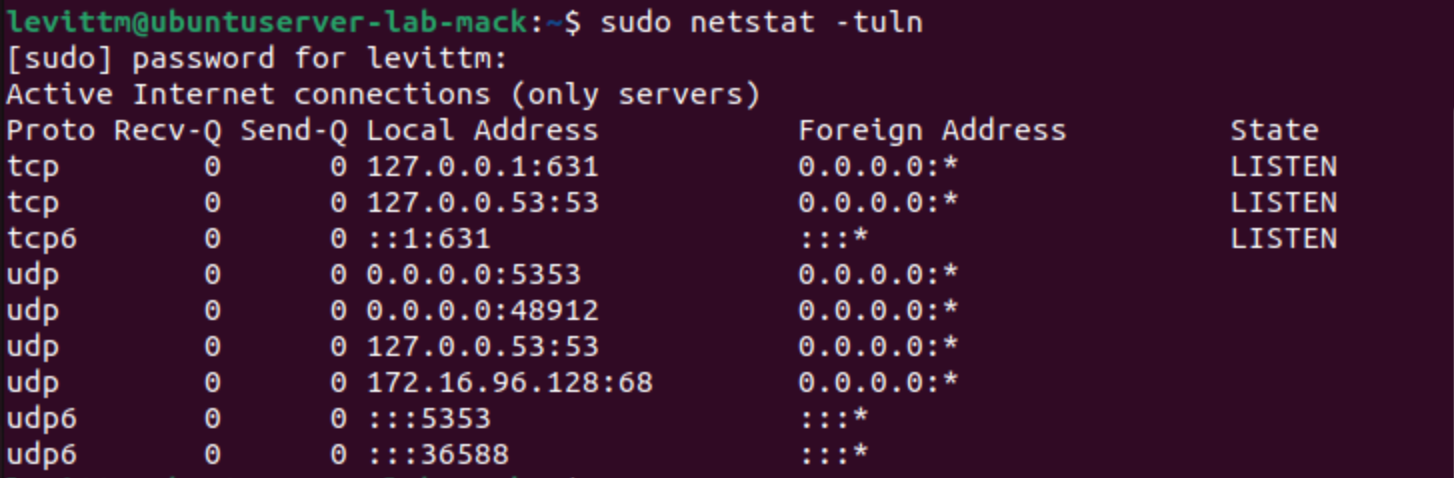 levittm@ubuntuserver-lab-mack:~$ sudo netstat -tuln
[sudo] password for levittm:
Active Internet connections (only servers)
Proto Recv-Q Send-Q Local Address           Foreign Address         State
tcp        0      0 127.0.0.1:631           0.0.0.0:*               LISTEN
tcp        0      0 127.0.0.53:53           0.0.0.0:*               LISTEN
tcp6       0      0 ::1:631                 :::*                    LISTEN
udp        0      0 0.0.0.0:5353            0.0.0.0:*
udp        0      0 0.0.0.0:48912           0.0.0.0:*
udp        0      0 127.0.0.53:53           0.0.0.0:*
udp        0      0 172.16.96.128:68        0.0.0.0:*
udp6       0      0 :::5353                 :::*
udp6       0      0 :::36588                :::*